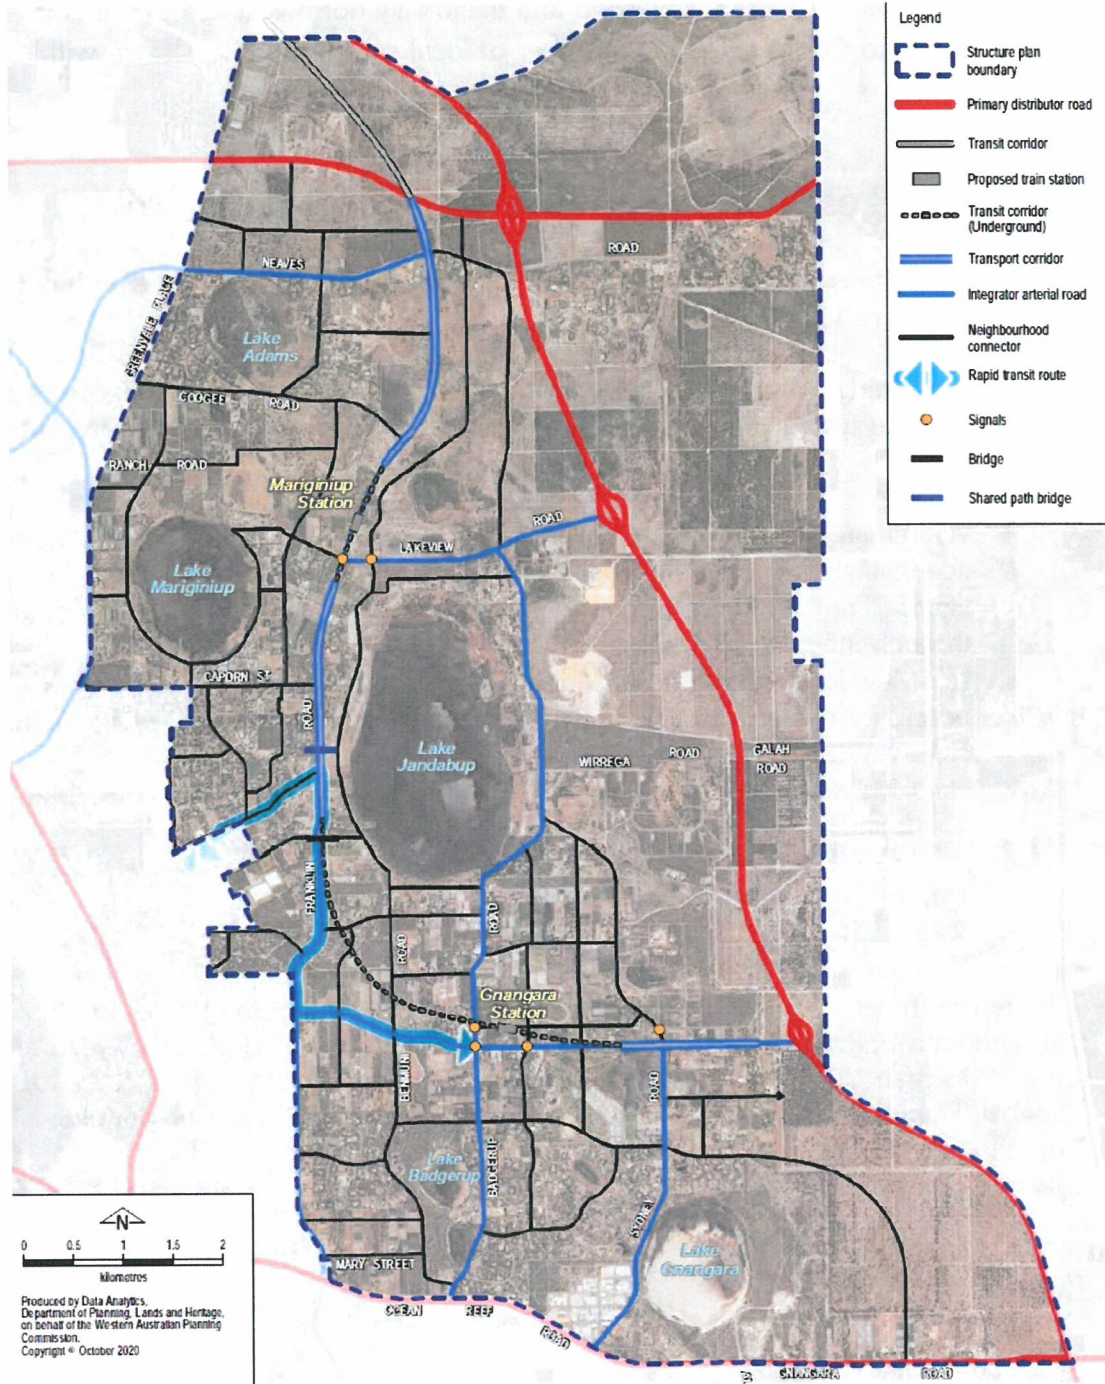 Legend
Structure plan
boundary
Primary distributor road
Transit corridor
Proposed train station
Transit corridor
(Underground)
Transport corridor
Integrator arterial road
Neighbourhood
connector
Rapid transit route
Signals
Bridge
Shared path bridge
ROAD
NEAVES
GREENVALE PLACE
Lake
Adams
COOGEE ROAD
RANCH ROAD
Mariginiup
Station
ROAD
LAKEVIEW
Lake
Mariginiup
CAPORN ST
ROAD
Lake
Jandabup
WIRREGA ROAD
GALAH
ROAD
FRANKLIN
ROAD
ROAD
Gnangara
Station
BENMUNI
ROAD
BADGERUP
Lake
Badgerup
SYDNEY
Lake
Gnangara
MARY STREET
OCEAN REEF
ROAD
GNANGARA ROAD
N
0 0.5 1 1.5 2
kilometres
Produced by Data Analytics,
Department of Planning, Lands and Heritage,
on behalf of the Western Australian Planning
Commission.
Copyright © October 2020